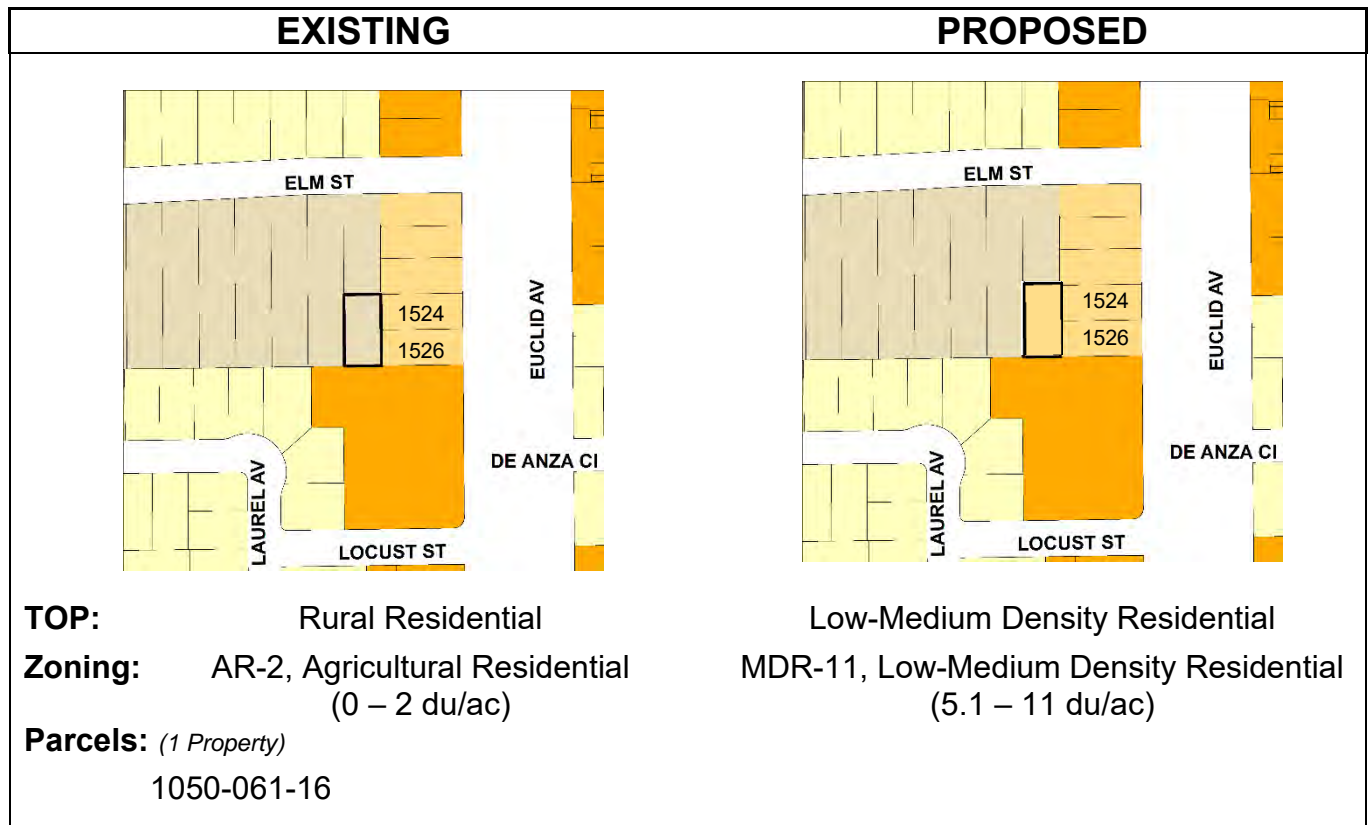 EXISTING PROPOSED
ELM ST
1524
1526
EUCLID AV
DE ANZA CI
LAUREL AV
LOCUST ST
ELM ST
1524
1526
EUCLID AV
DE ANZA CI
LAUREL AV
LOCUST ST
TOP: Rural Residential Low-Medium Density Residential
Zoning: AR-2, Agricultural Residential MDR-11, Low-Medium Density Residential
(0 – 2 du/ac) (5.1 – 11 du/ac)
Parcels: (1 Property)
1050-061-16